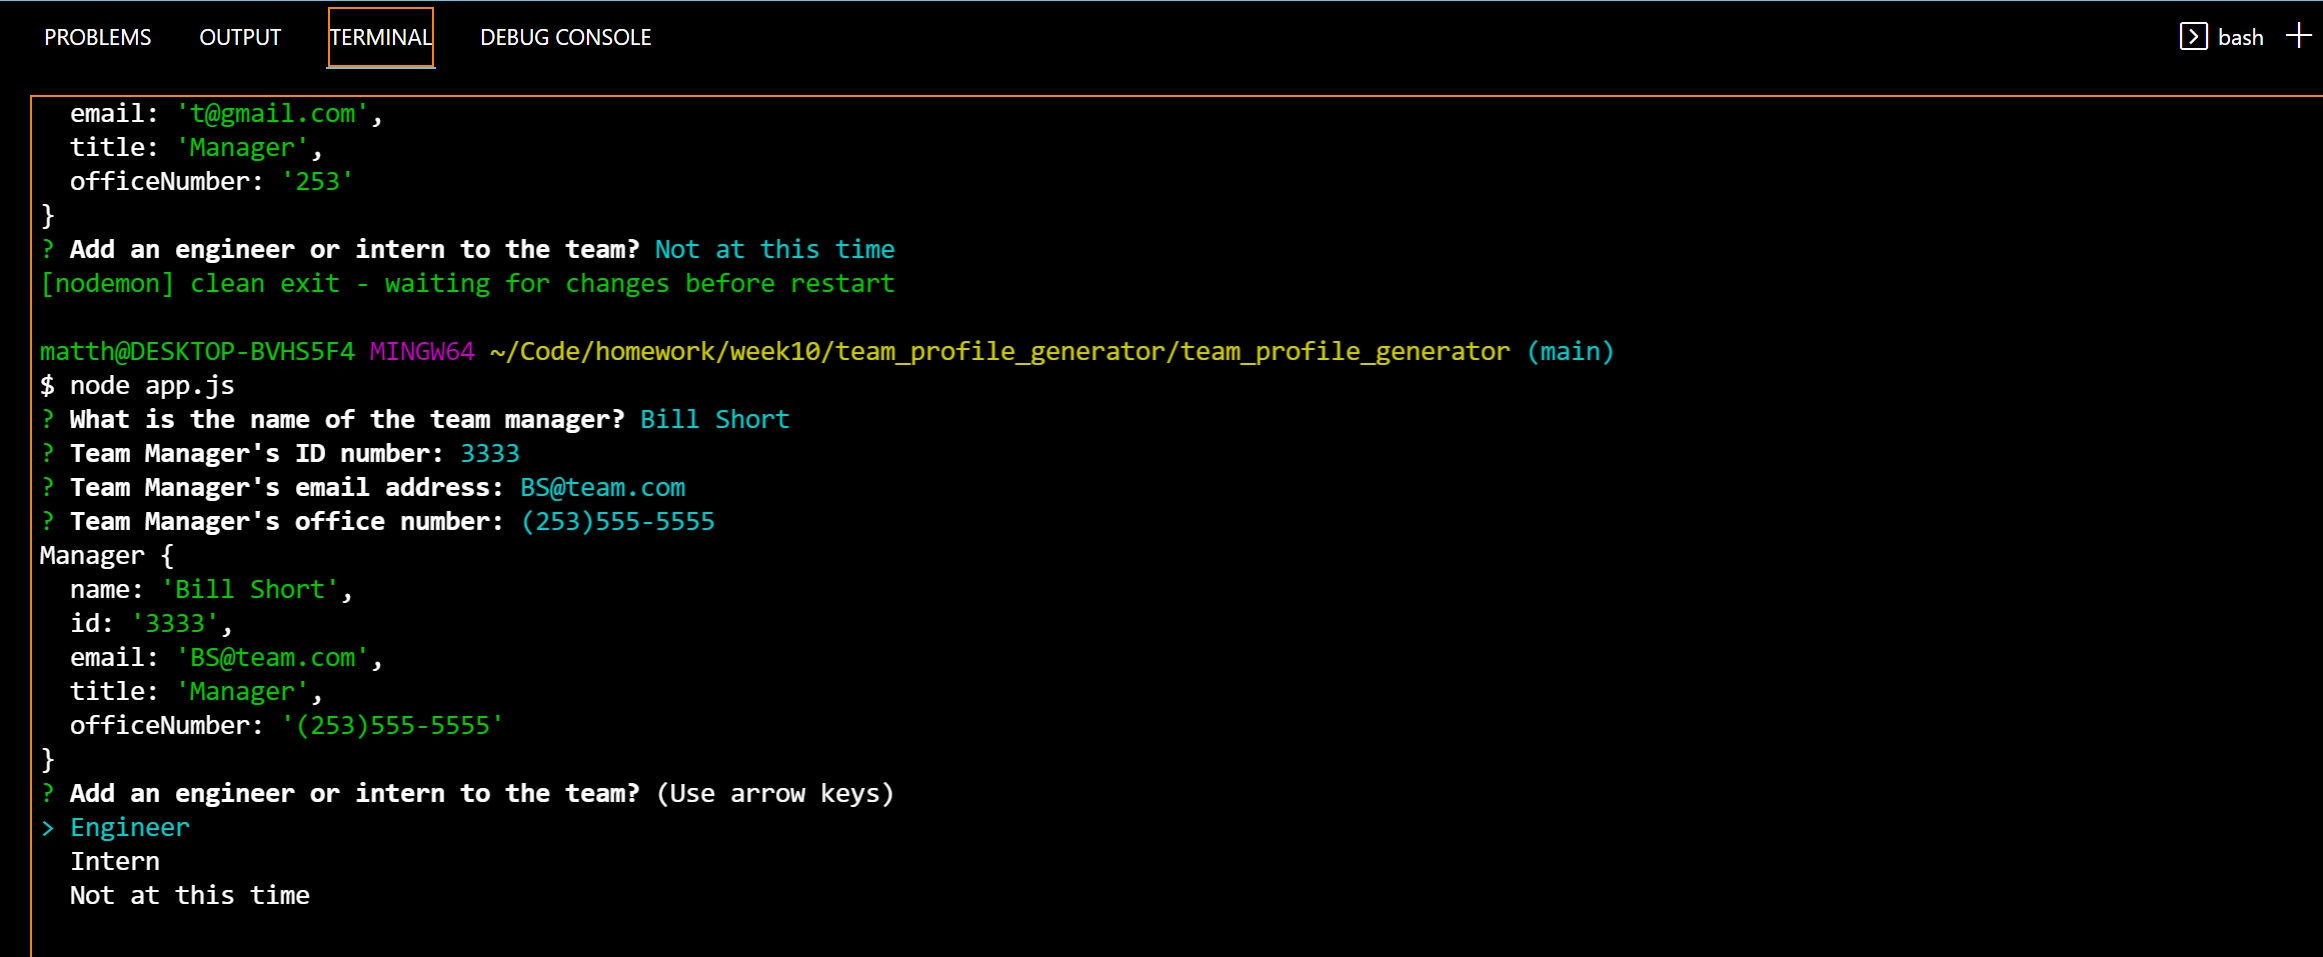 PROBLEMS OUTPUT TERMINAL DEBUG CONSOLE bash
email: 't@gmail.com',
title: 'Manager',
officeNumber: '253'
}
? Add an engineer or intern to the team? Not at this time
[nodemon] clean exit - waiting for changes before restart
matth@DESKTOP-BVHS5F4 MINGW64 ~/Code/homework/week10/team_profile_generator/team_profile_generator (main)
$ node app.js
? What is the name of the team manager? Bill Short
? Team Manager's ID number: 3333
? Team Manager's email address: BS@team.com
? Team Manager's office number: (253)555-5555
Manager {
name: 'Bill Short',
id: '3333',
email: 'BS@team.com',
title: 'Manager',
officeNumber: '(253)555-5555'
}
? Add an engineer or intern to the team? (Use arrow keys)
> Engineer
Intern
Not at this time